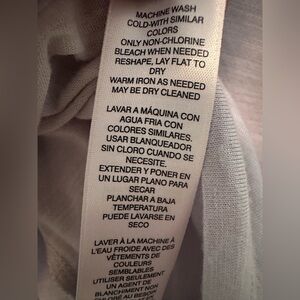 MACHINE WASH
COLD-WITH SIMILAR
COLORS
ONLY NON-CHLORINE
BLEACH WHEN NEEDED
RESHAPE, LAY FLAT TO
DRY
WARM IRON AS NEEDED
MAY BE DRY CLEANED
LAVAR A MÁQUINA CON
AGUA FRIA CON
COLORES SIMILARES.
USAR BLANQUEADOR
SIN CLORO CUANDO SE
NECESITE.
EXTENDER Y PONER EN
UN LUGAR PLANO PARA
SECAR
PLANCHAR A BAJA
TEMPERATURA
PUEDE LAVARSE EN
SECO
LAVER À LA MACHINE À
L'EAU FROIDE AVEC DES
VÊTEMENTS DE
COULEURS
SEMBLABLES
UTILISER SEULEMENT
UN AGENT DE
BLANCHIMENT NON
AU BESOIN